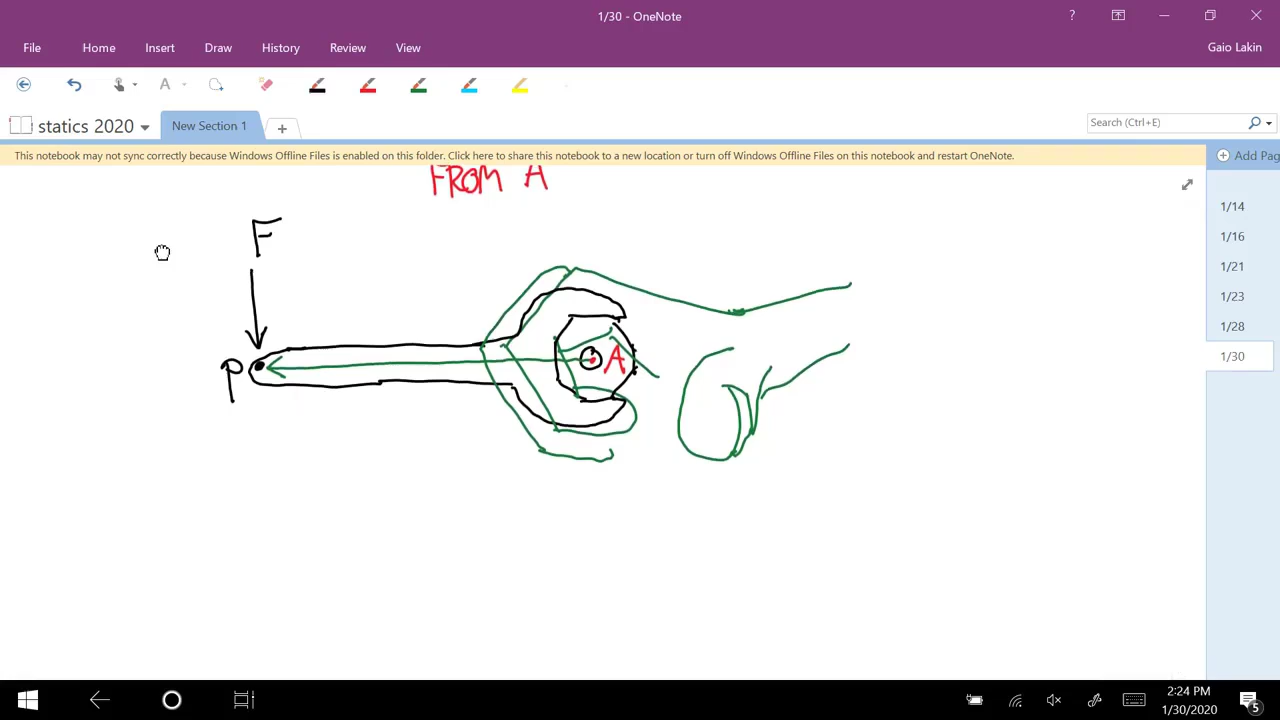 1/30 - OneNote
?
File Home Insert Draw History Review View
Gaio Lakin
A
statics 2020
New Section 1
Search (Ctrl+E)
This notebook may not sync correctly because Windows Offline Files is enabled on this folder. Click here to share this notebook to a new location or turn off Windows Offline Files on this notebook and restart OneNote.
Add Pag
FROM A
1/14
1/16
1/21
1/23
1/28
1/30
F
P
A
2:24 PM
1/30/2020
5